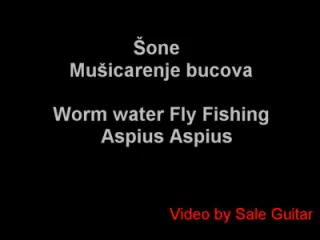 Šone
Mušicarenje bucova
Worm water Fly Fishing
Aspius Aspius
Video by Sale Guitar